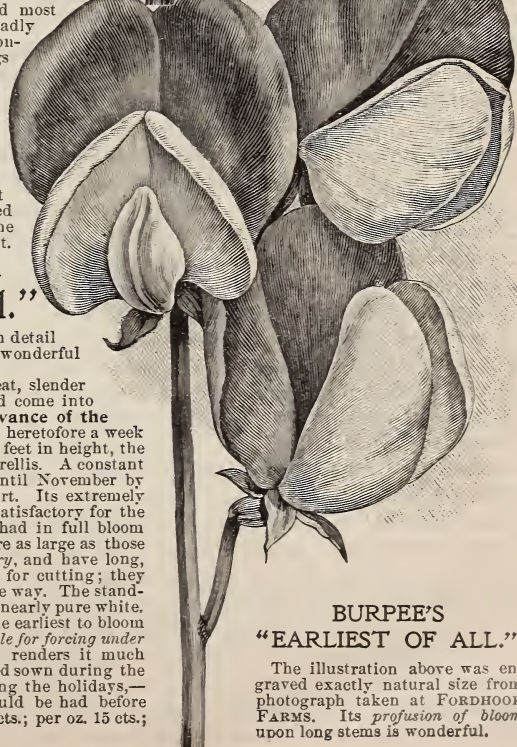 d most
adly
on-
gs
t
ed
ne
t.
l."
n detail
wonderful
eat, slender
d come into
vance of the
heretofore a week
feet in height, the
rellis. A constant
until November by
rt. Its extremely
atisfactory for the
had in full bloom
re as large as those
ry, and have long,
for cutting; they
e way. The stand-
nearly pure white.
e earliest to bloom
le for forcing under
renders it much
d sown during the
ng the holidays,—
uld be had before
cts.; per oz. 15 cts.;
BURPEE'S
"EARLIEST OF ALL."
The illustration above was en-
graved exactly natural size from
photograph taken at FORDHOOK
FARMS. Its profusion of bloom
upon long stems is wonderful.